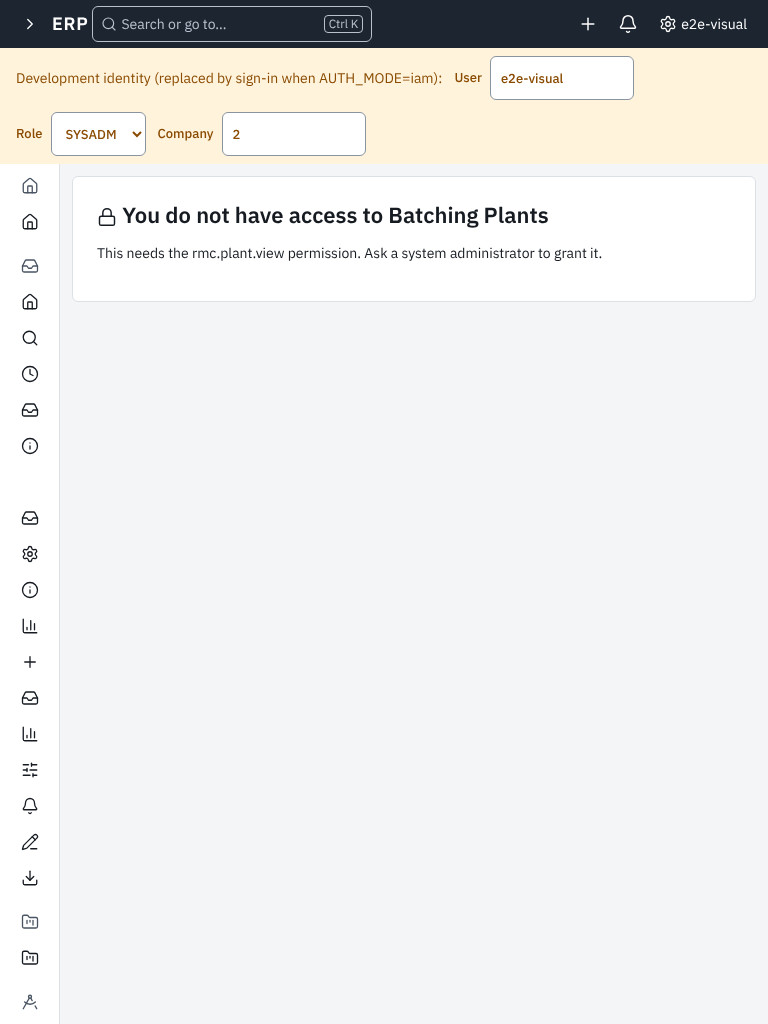 ERP Search or go to... Ctrl K e2e-visual
Development identity (replaced by sign-in when AUTH_MODE=iam): User e2e-visual
Role SYSADM Company 2
You do not have access to Batching Plants
This needs the rmc.plant.view permission. Ask a system administrator to grant it.